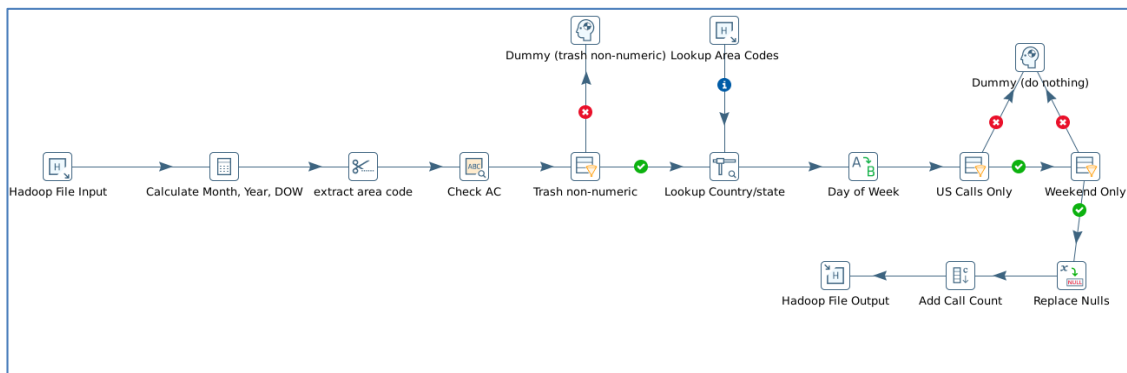 Dummy (trash non-numeric)
Lookup Area Codes
Dummy (do nothing)
Hadoop File Input
Calculate Month, Year, DOW
extract area code
Check AC
Trash non-numeric
Lookup Country/state
Day of Week
US Calls Only
Weekend Only
Hadoop File Output
Add Call Count
Replace Nulls
H
H
ABC
A
B
i
H
c
x
NULL